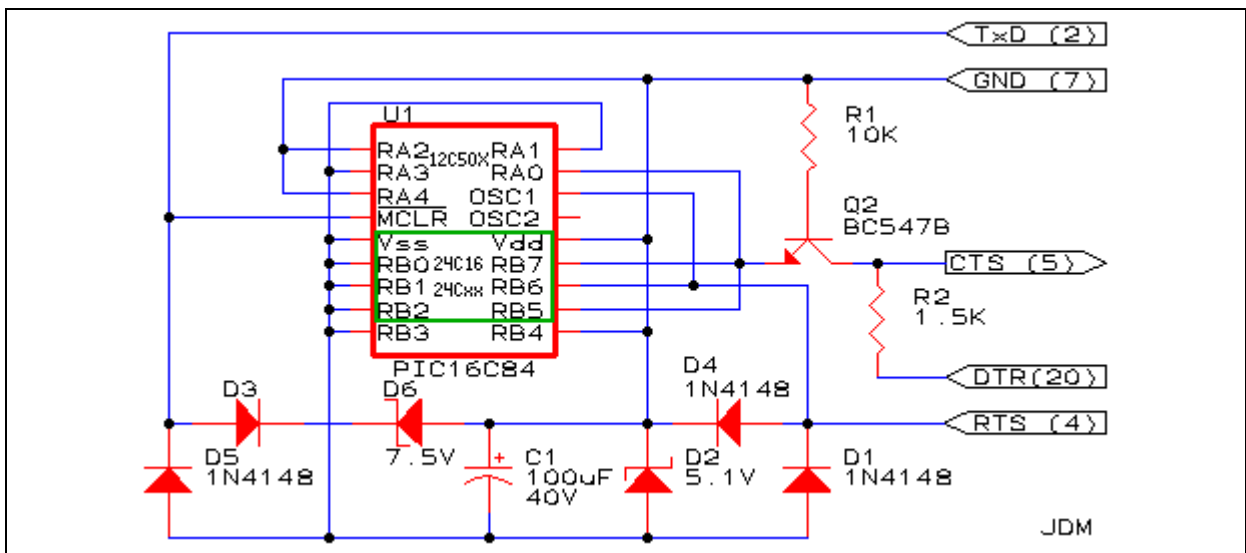 TxD (2)
GND (7)
U1
R1
10K
RA2 12C50X RA1
RA3 RA0
RA4 OSC1
MCLR OSC2
Vss Vdd
RB0 24C16 RB7
RB1 24Cxx RB6
RB2 RB5
RB3 RB4
PIC16C84
Q2
BC547B
CTS (5)
R2
1.5K
DTR(20)
D4
1N4148
RTS (4)
D3
D6
7.5V
D5
1N4148
C1
+
100uF
40V
D2
5.1V
D1
1N4148
JDM